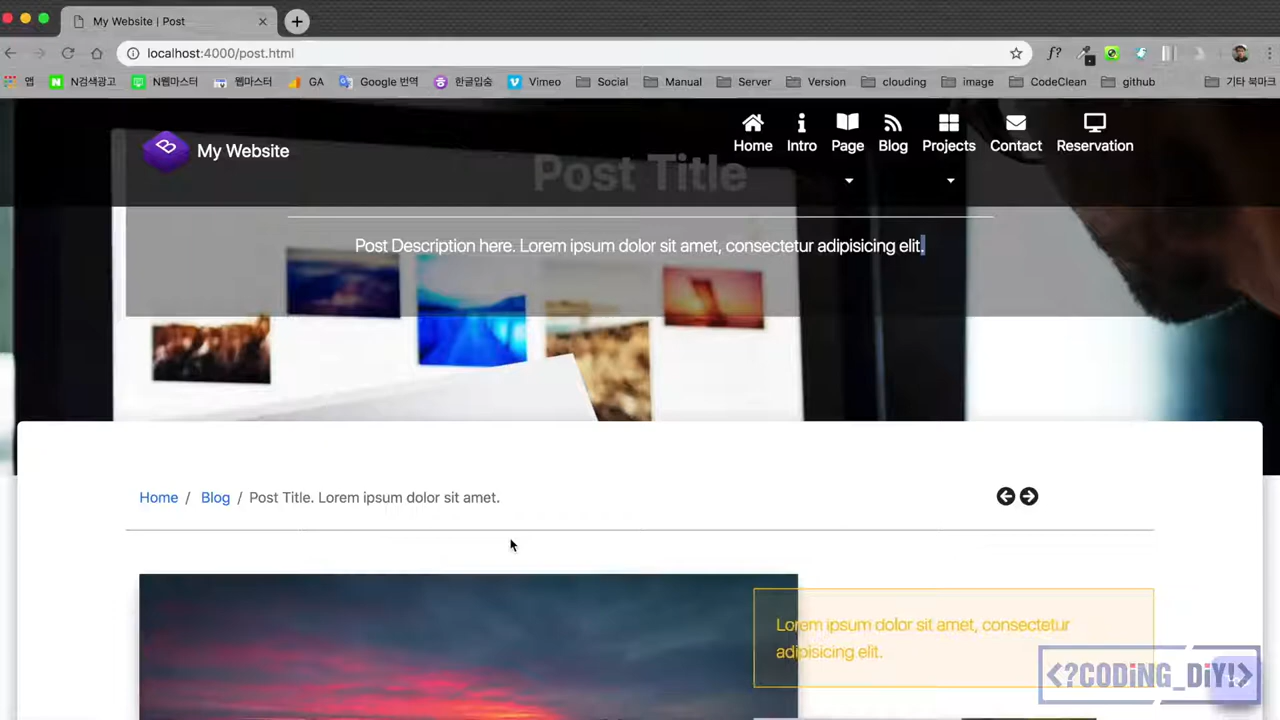 My Website | Post
localhost:4000/post.html
f?
앱 N검색광고 N웹마스터 웹마스터 GA Google 번역 한글입숨 Vimeo Social Manual Server Version clouding image CodeClean github 기타 북마크
My Website
Home Intro Page Blog Projects Contact Reservation
Post Title
Post Description here. Lorem ipsum dolor sit amet, consectetur adipisicing elit.
Home / Blog / Post Title. Lorem ipsum dolor sit amet.
Lorem ipsum dolor sit amet, consectetur
adipisicing elit.
<?CODiNG_DiY!>